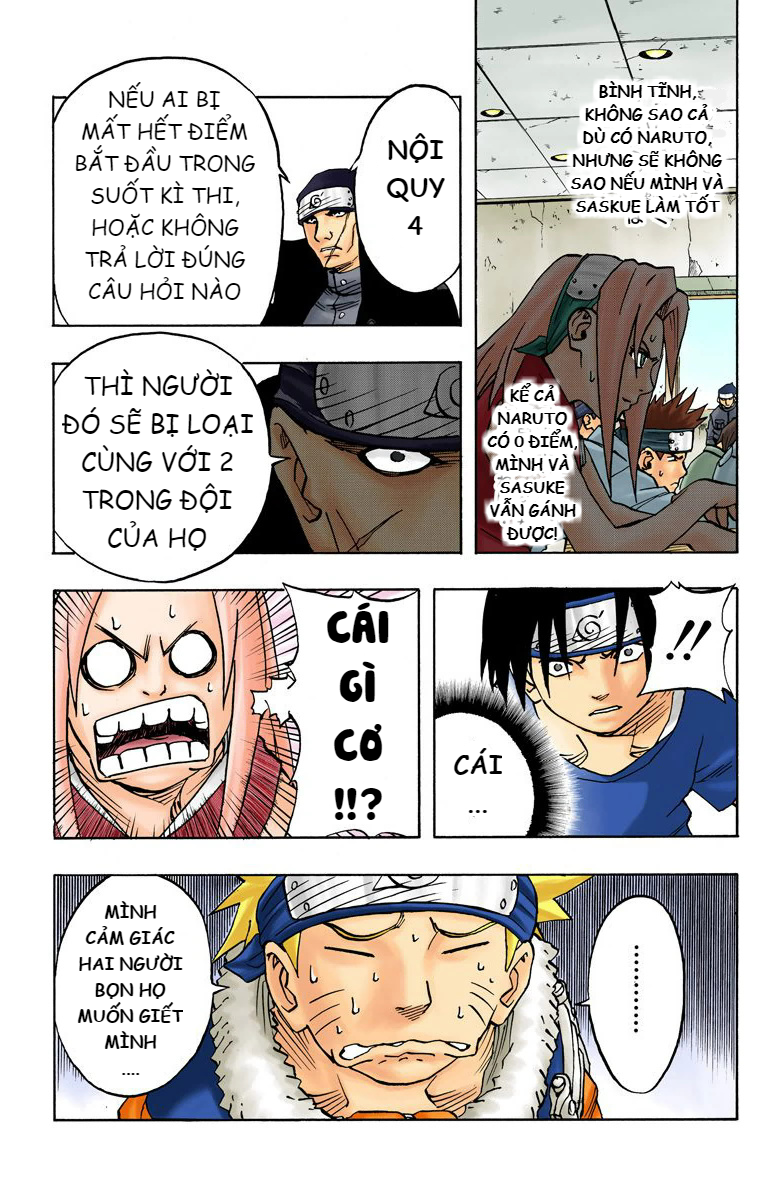 BÌNH TĨNH,
KHÔNG SAO CẢ
DÙ CÓ NARUTO,
NHƯNG SẼ KHÔNG
SAO NẾU MÌNH VÀ
SASKUE LÀM TỐT
KỂ CẢ
NARUTO
CÓ 0 ĐIỂM,
MÌNH VÀ
SASUKE
VẪN GÁNH
ĐƯỢC!
NỘI
QUY
4
NẾU AI BỊ
MẤT HẾT ĐIỂM
BẮT ĐẦU TRONG
SUỐT KÌ THI,
HOẶC KHÔNG
TRẢ LỜI ĐÚNG
CÂU HỎI NÀO
THÌ NGƯỜI
ĐÓ SẼ BỊ LOẠI
CÙNG VỚI 2
TRONG ĐỘI
CỦA HỌ
!!
CÁI
...
CÁI
GÌ
CƠ
!!?
..........
MÌNH
CẢM GIÁC
HAI NGƯỜI
BỌN HỌ
MUỐN GIẾT
MÌNH
....